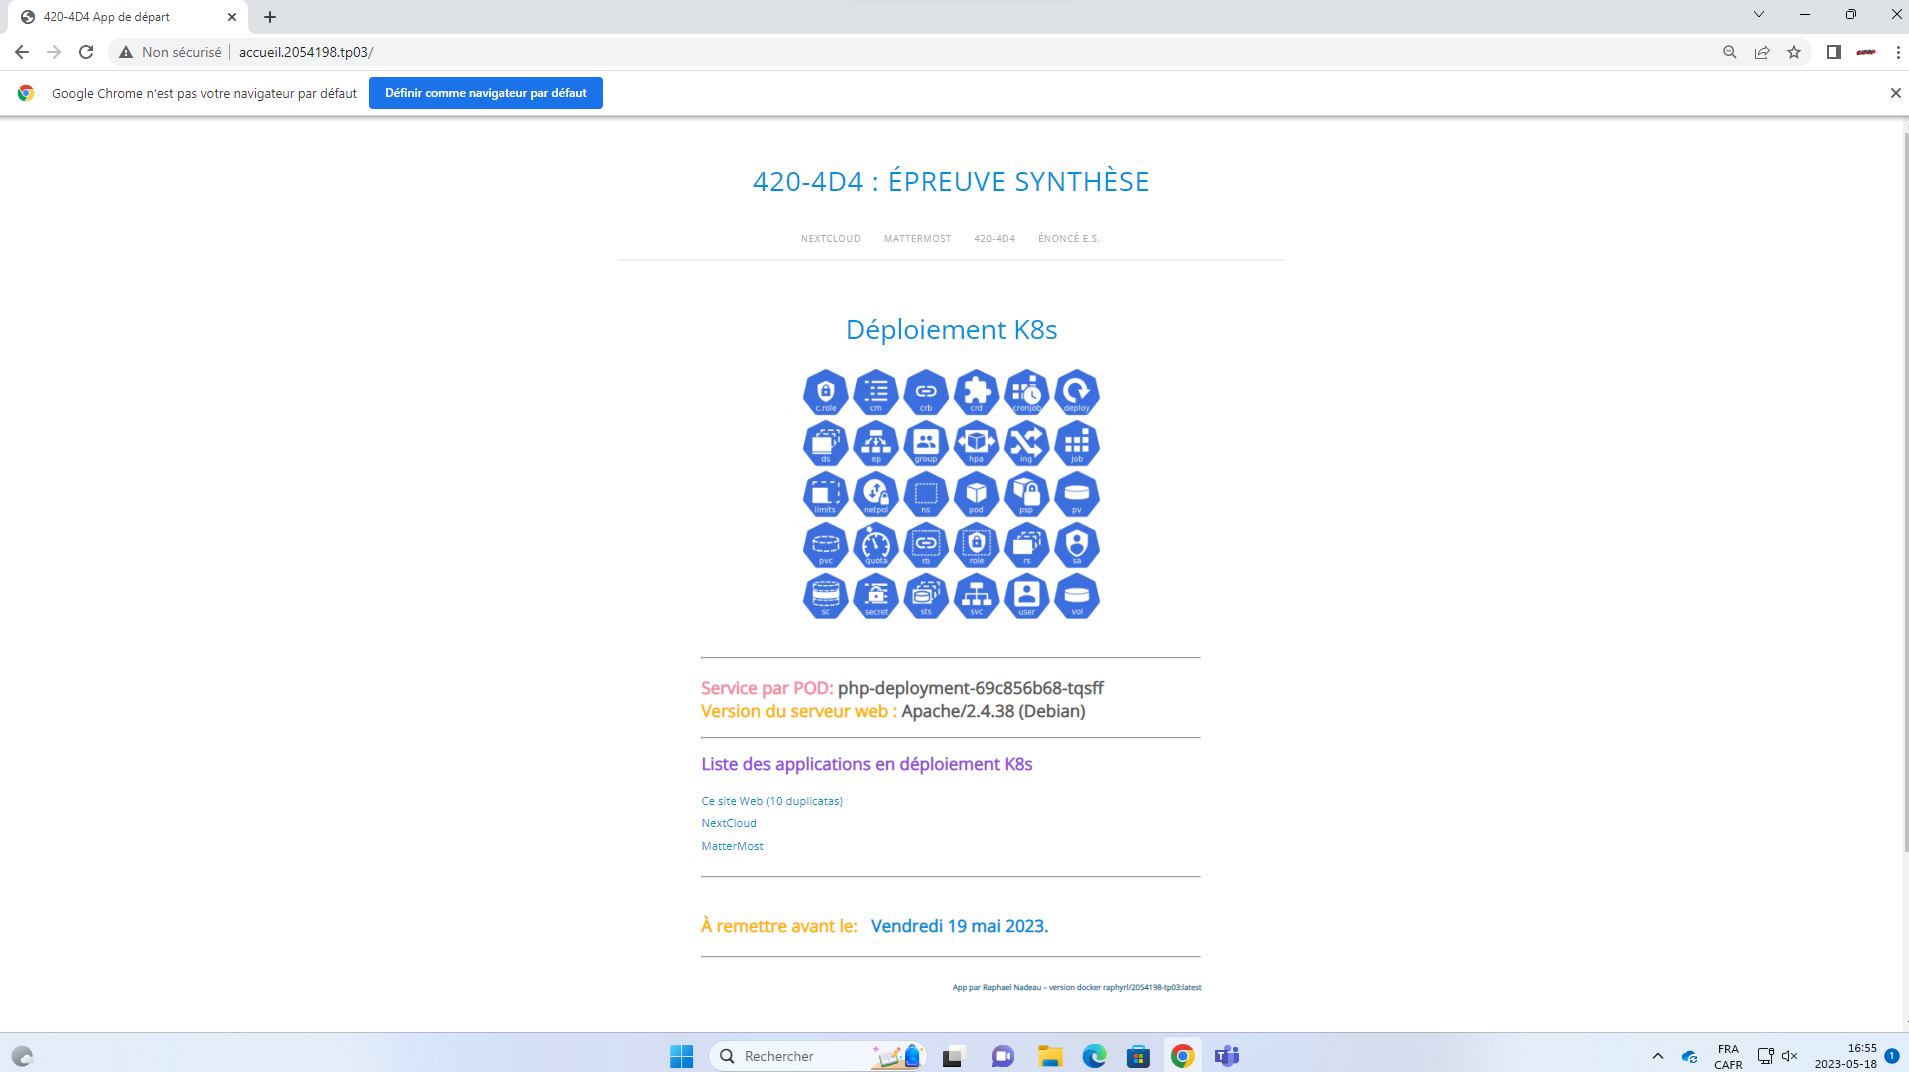 420-4D4 App de départ
Non sécurisé
accueil.2054198.tp03/
Google Chrome n'est pas votre navigateur par défaut
Définir comme navigateur par défaut
420-4D4 : ÉPREUVE SYNTHÈSE
NEXTCLOUD MATTERMOST 420-4D4 ÉNONCÉ E.S.
Déploiement K8s
c.role cm crb crd cronjob deploy
ds ep group hpa ing job
limits netpol ns pod psp pv
pvc quota rb role rs sa
sc secret sts svc user vol
Service par POD: php-deployment-69c856b68-tqsff
Version du serveur web : Apache/2.4.38 (Debian)
Liste des applications en déploiement K8s
Ce site Web (10 duplicatas)
NextCloud
MatterMost
À remettre avant le: Vendredi 19 mai 2023.
App par Raphael Nadeau – version docker raphyrl/2054198-tp03:latest
Rechercher
FRA
CAFR
16:55
2023-05-18
1